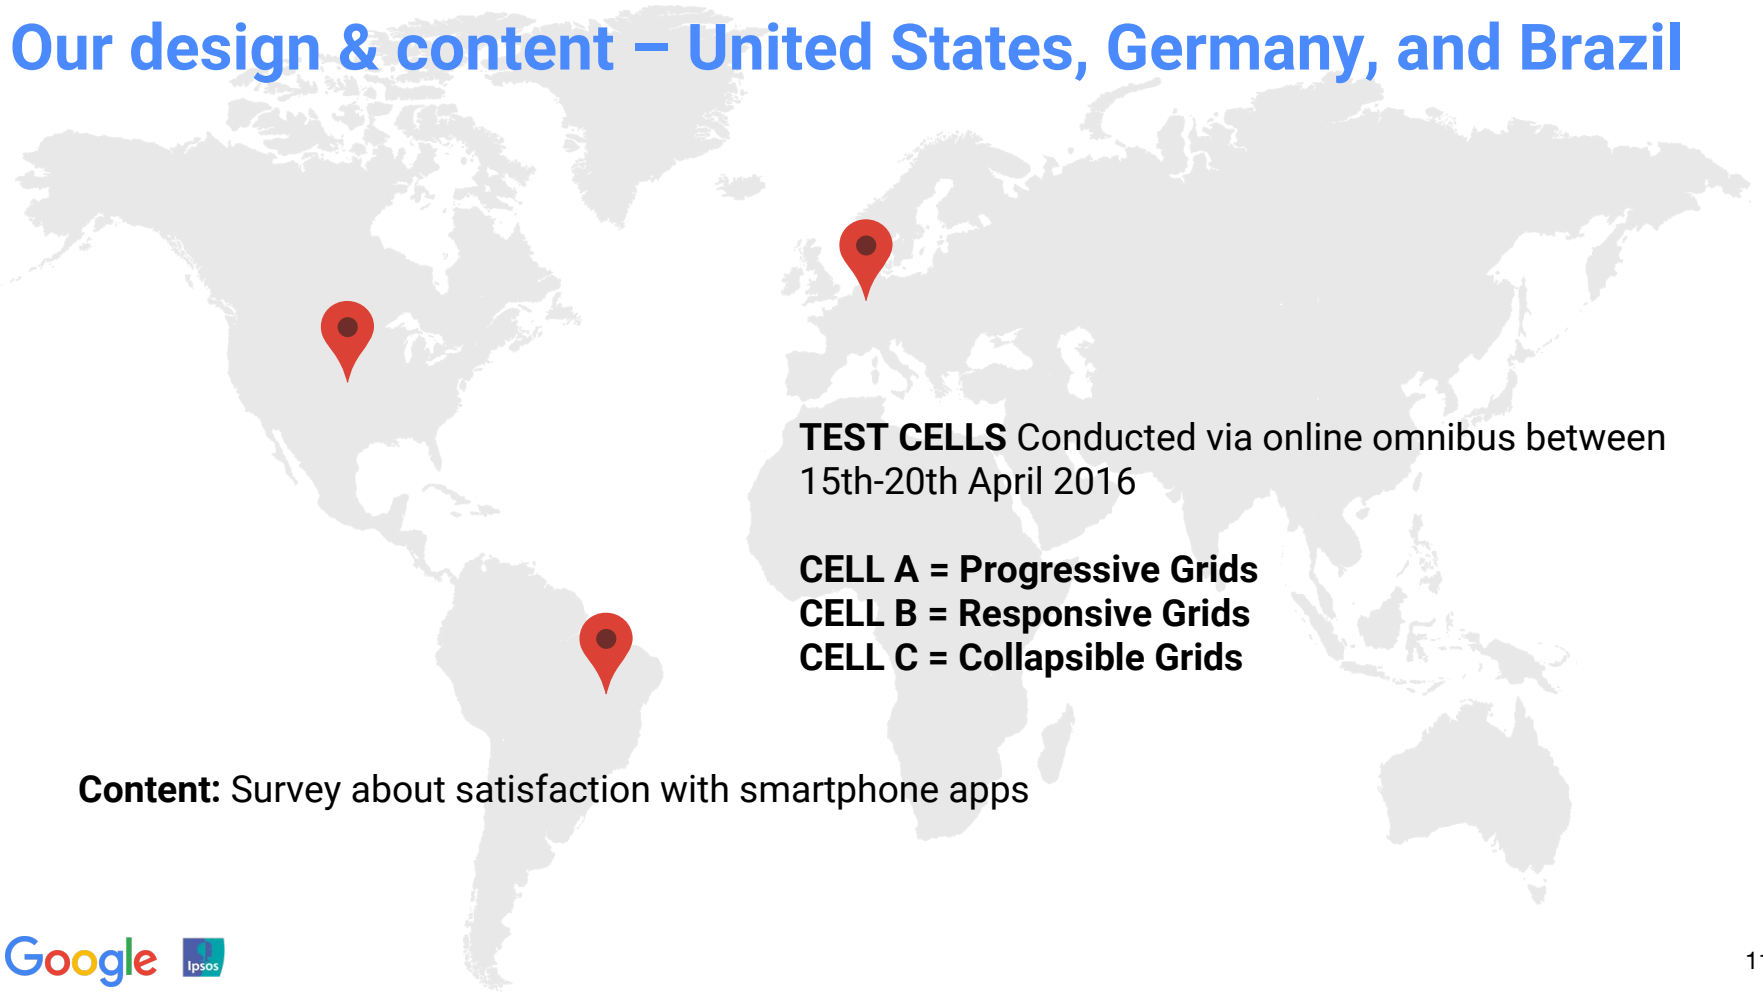 Our design & content – United States, Germany, and Brazil
TEST CELLS Conducted via online omnibus between
15th-20th April 2016
CELL A = Progressive Grids
CELL B = Responsive Grids
CELL C = Collapsible Grids
Content: Survey about satisfaction with smartphone apps
Google Ipsos
11